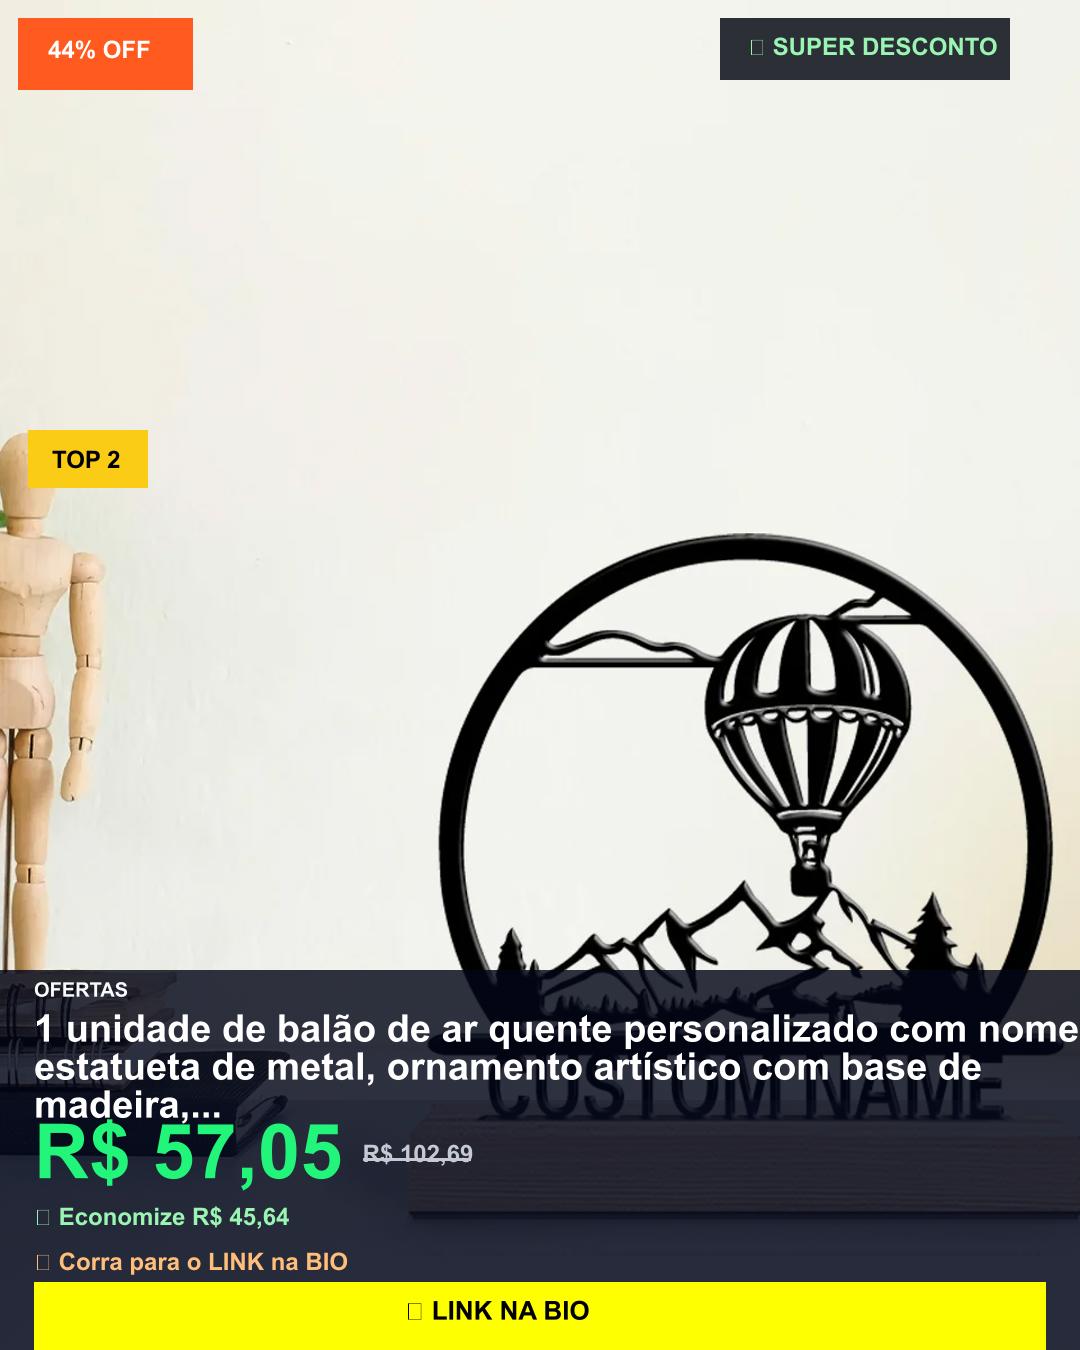 44% OFF
SUPER DESCONTO
TOP 2
OFERTAS
1 unidade de balão de ar quente personalizado com nome
estatueta de metal, ornamento artístico com base de
madeira,...
CUSTOM NAME
R$ 57,05 R$ 102,69
Economize R$ 45,64
Corra para o LINK na BIO
LINK NA BIO